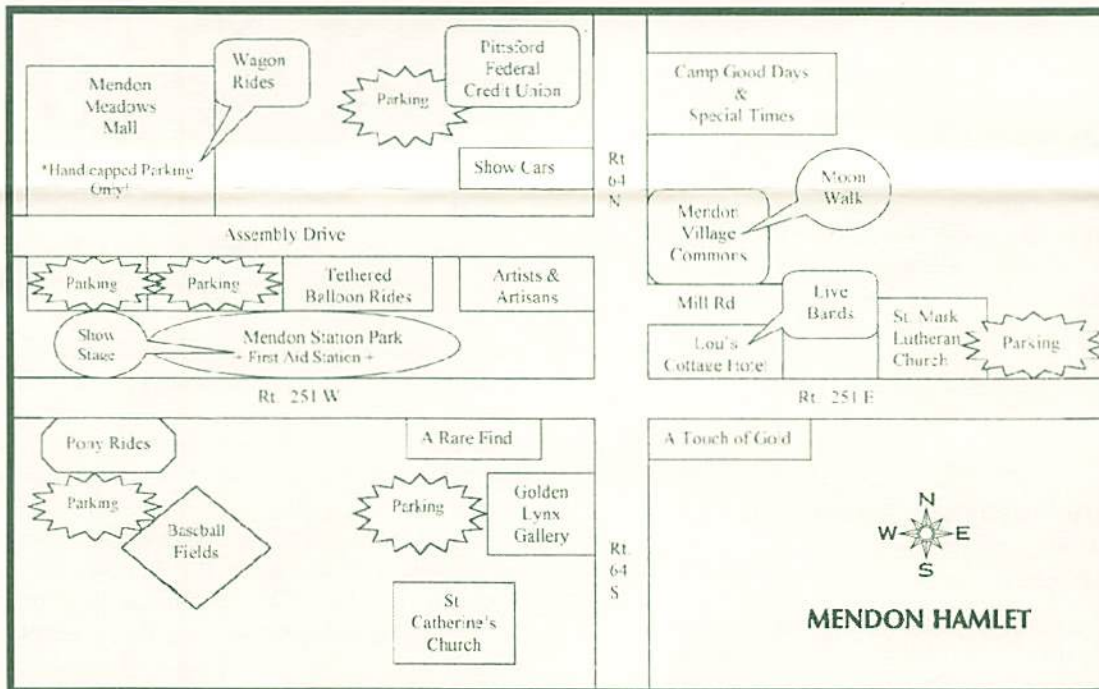 Mendon
Meadows
Mall
*Handicapped Parking
Only*
Wagon
Rides
Parking
Pittsford
Federal
Credit Union
Show Cars
Rt
64
N
Camp Good Days
&
Special Times
Moon
Walk
Mendon
Village
Commons
Assembly Drive
Parking
Parking
Tethered
Balloon Rides
Artists &
Artisans
Mill Rd
Live
Bands
St. Mark
Lutheran
Church
Parking
Show
Stage
Mendon Station Park
+ First Aid Station +
Lou's
Cottage Hotel
Rt. 251 W
Rt. 251 E
Pony Rides
A Rare Find
A Touch of Gold
Parking
Baseball
Fields
Parking
Golden
Lynx
Gallery
Rt.
64
S
St
Catherine's
Church
N
W E
S
MENDON HAMLET